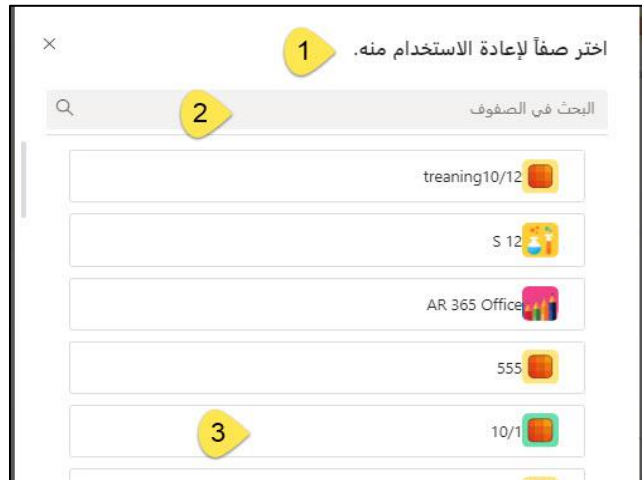 اختر صفاً لإعادة الاستخدام منه.
1
البحث في الصفوف
2
treaning10/12
S 12
AR 365 Office
555
10/1
3